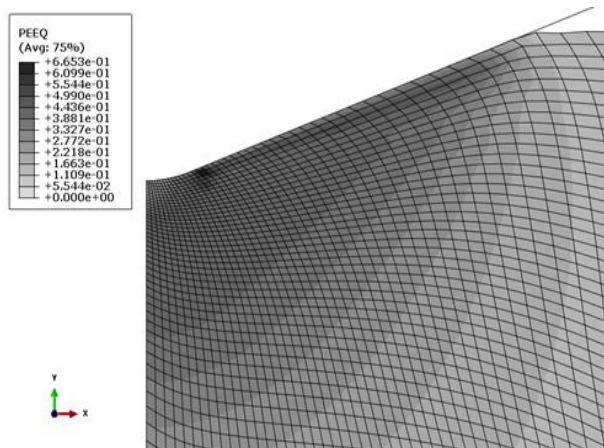 PEEQ
(Avg: 75%)
+6.653e-01
+6.099e-01
+5.544e-01
+4.990e-01
+4.436e-01
+3.881e-01
+3.327e-01
+2.772e-01
+2.218e-01
+1.663e-01
+1.109e-01
+5.544e-02
+0.000e+00
Y
X